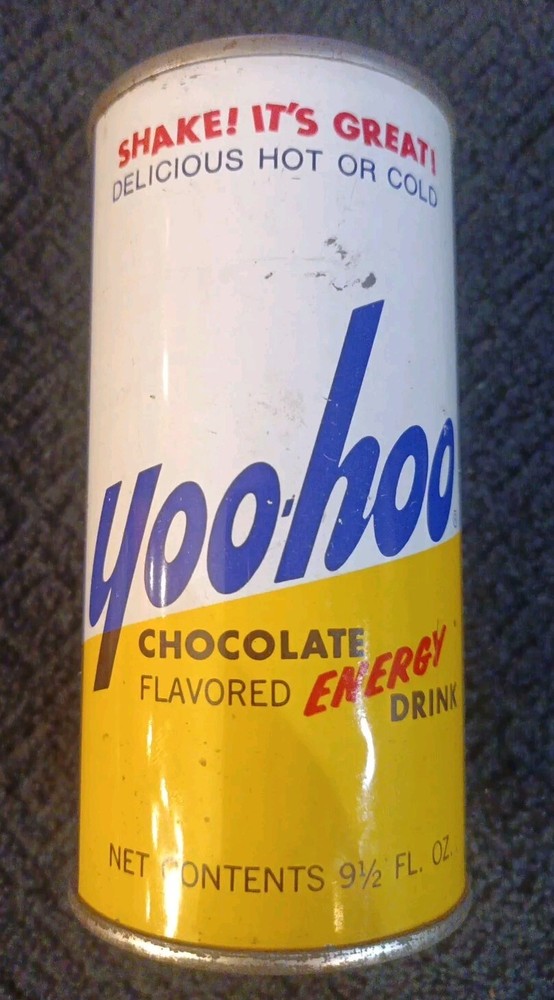 SHAKE! IT'S GREAT!
DELICIOUS HOT OR COLD
yoo-hoo
CHOCOLATE
FLAVORED ENERGY
DRINK
NET CONTENTS 9½ FL. OZ.